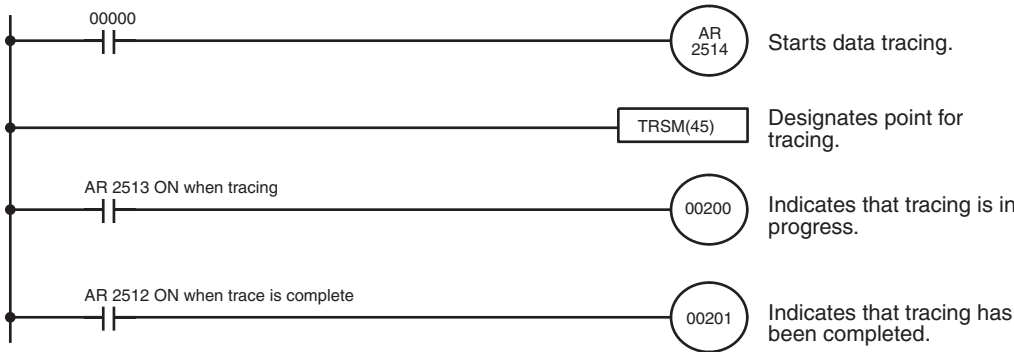 00000
AR
2514
Starts data tracing.
TRSM(45)
Designates point for
tracing.
AR 2513 ON when tracing
00200
Indicates that tracing is in
progress.
AR 2512 ON when trace is complete
00201
Indicates that tracing has
been completed.